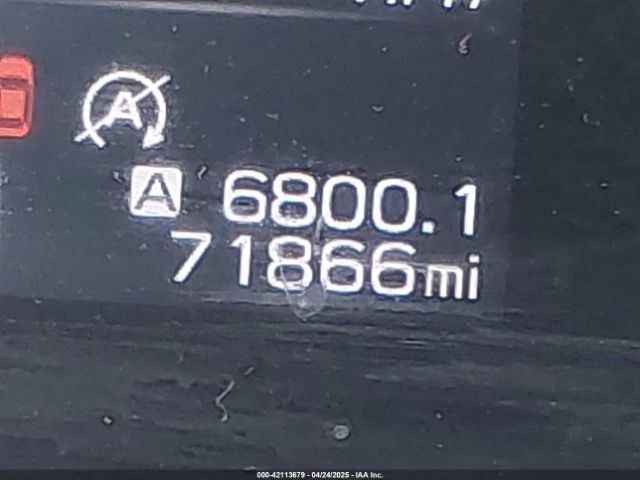 A
A 6800.1
71866mi
000-42113679 - 04/24/2025 - IAA Inc.